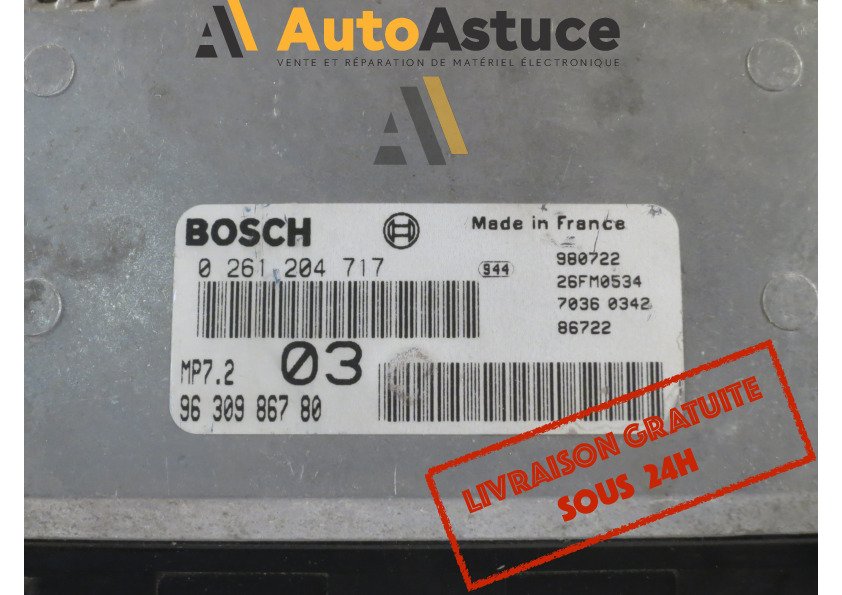 AutoAstuce
VENTE ET RÉPARATION DE MATÉRIEL ÉLECTRONIQUE
BOSCH
Made in France
0 261 204 717
944
980722
26FM0534
7036 0342
86722
MP7.2
03
96 309 867 80
LIVRAISON GRATUITE
SOUS 24H